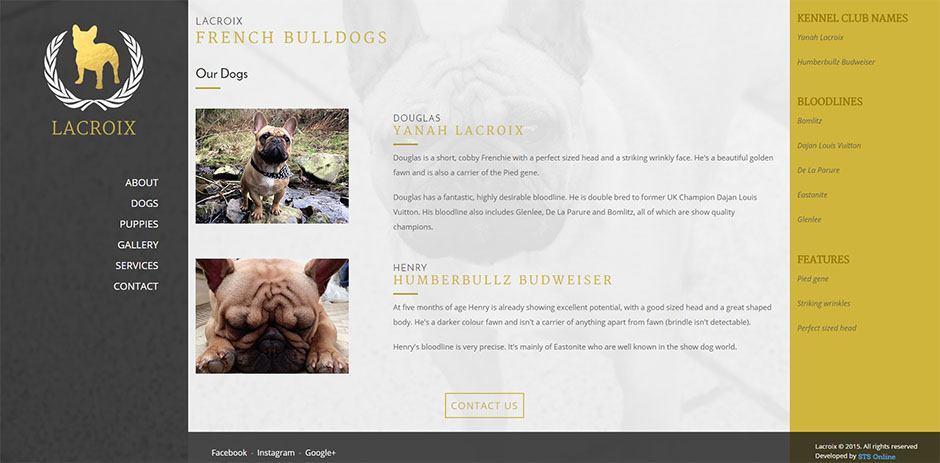 LACROIX
ABOUT
DOGS
PUPPIES
GALLERY
SERVICES
CONTACT
LACROIX
FRENCH BULLDOGS
Our Dogs
DOUGLAS
YANAH LACROIX
Douglas is a short, cobby Frenchie with a perfect sized head and a striking wrinkly face. He's a beautiful golden
fawn and is also a carrier of the Pied gene.
Douglas has a fantastic, highly desirable bloodline. He is double bred to former UK Champion Dajan Louis
Vuitton. His bloodline also includes Glenlee, De La Parure and Bomlitz, all of which are show quality
champions.
HENRY
HUMBERBULLZ BUDWEISER
At five months of age Henry is already showing excellent potential, with a good sized head and a great shaped
body. He's a darker colour fawn and isn't a carrier of anything apart from fawn (brindle isn't detectable).
Henry's bloodline is very precise. It's mainly of Eastonite who are well known in the show dog world.
CONTACT US
KENNEL CLUB NAMES
Yanah Lacroix
Humberbullz Budweiser
BLOODLINES
Bomlitz
Dajan Louis Vuitton
De La Parure
Eastonite
Glenlee
FEATURES
Pied gene
Striking wrinkles
Perfect sized head
Facebook - Instagram - Google+
Lacroix © 2015. All rights reserved
Developed by STS Online